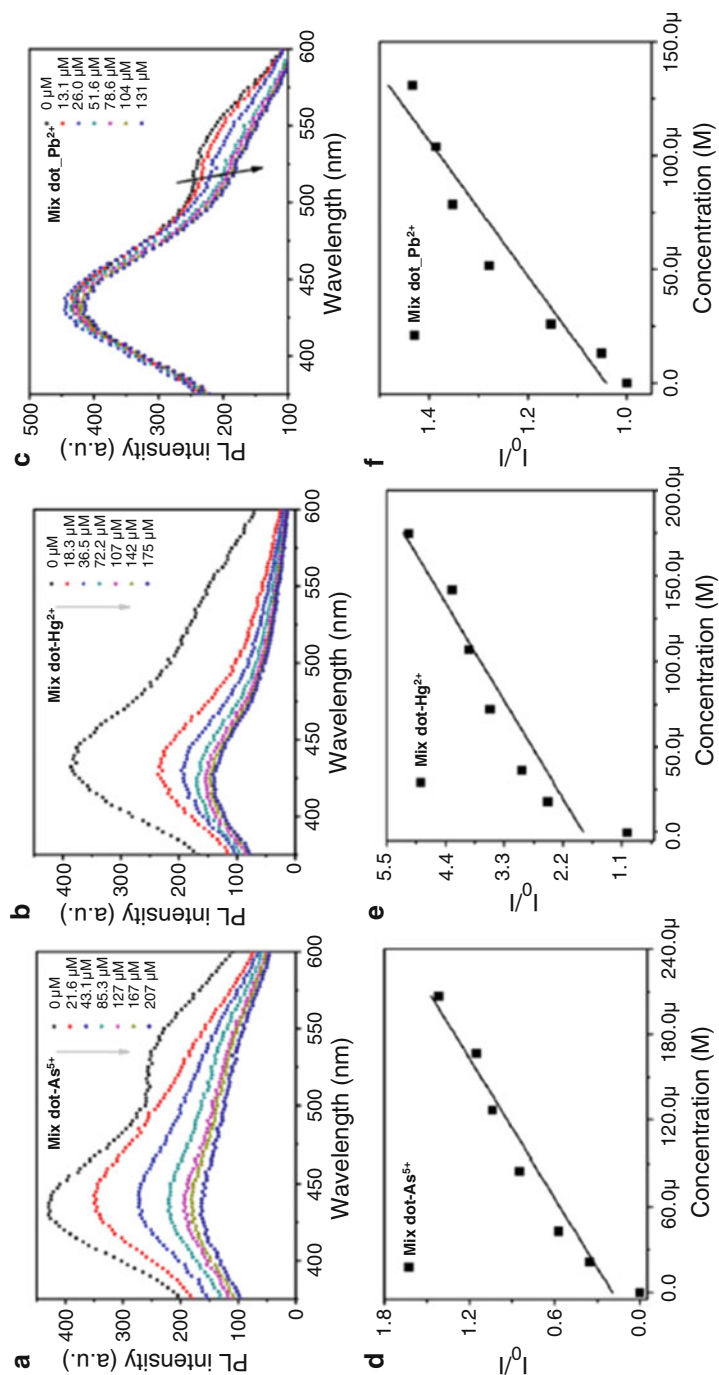 a
Mix dot-As5+
0 µM
21.6 µM
43.1µM
85.3 µM
127 µM
167 µM
207 µM
400
300
200
100
0
PL intensity (a.u.)
400 450 500 550 600
Wavelength (nm)
b
Mix dot-Hg2+
0 µM
18.3 µM
36.5 µM
72.2 µM
107 µM
142 µM
175 µM
400
300
200
100
0
PL intensity (a.u.)
400 450 500 550 600
Wavelength (nm)
c
Mix dot_Pb2+
0 µM
13.1 µM
26.0 µM
51.6 µM
78.6 µM
104 µM
131 µM
500
400
300
200
100
PL intensity (a.u.)
400 450 500 550 600
Wavelength (nm)
d
Mix dot-As5+
1.8
1.2
0.6
0.0
I0/I
0.0 60.0µ 120.0µ 180.0µ 240.0µ
Concentration (M)
e
Mix dot-Hg2+
5.5
4.4
3.3
2.2
1.1
I0/I
0.0 50.0µ 100.0µ 150.0µ 200.0µ
Concentration (M)
f
Mix dot_Pb2+
1.4
1.2
1.0
I0/I
0.0 50.0µ 100.0µ 150.0µ
Concentration (M)